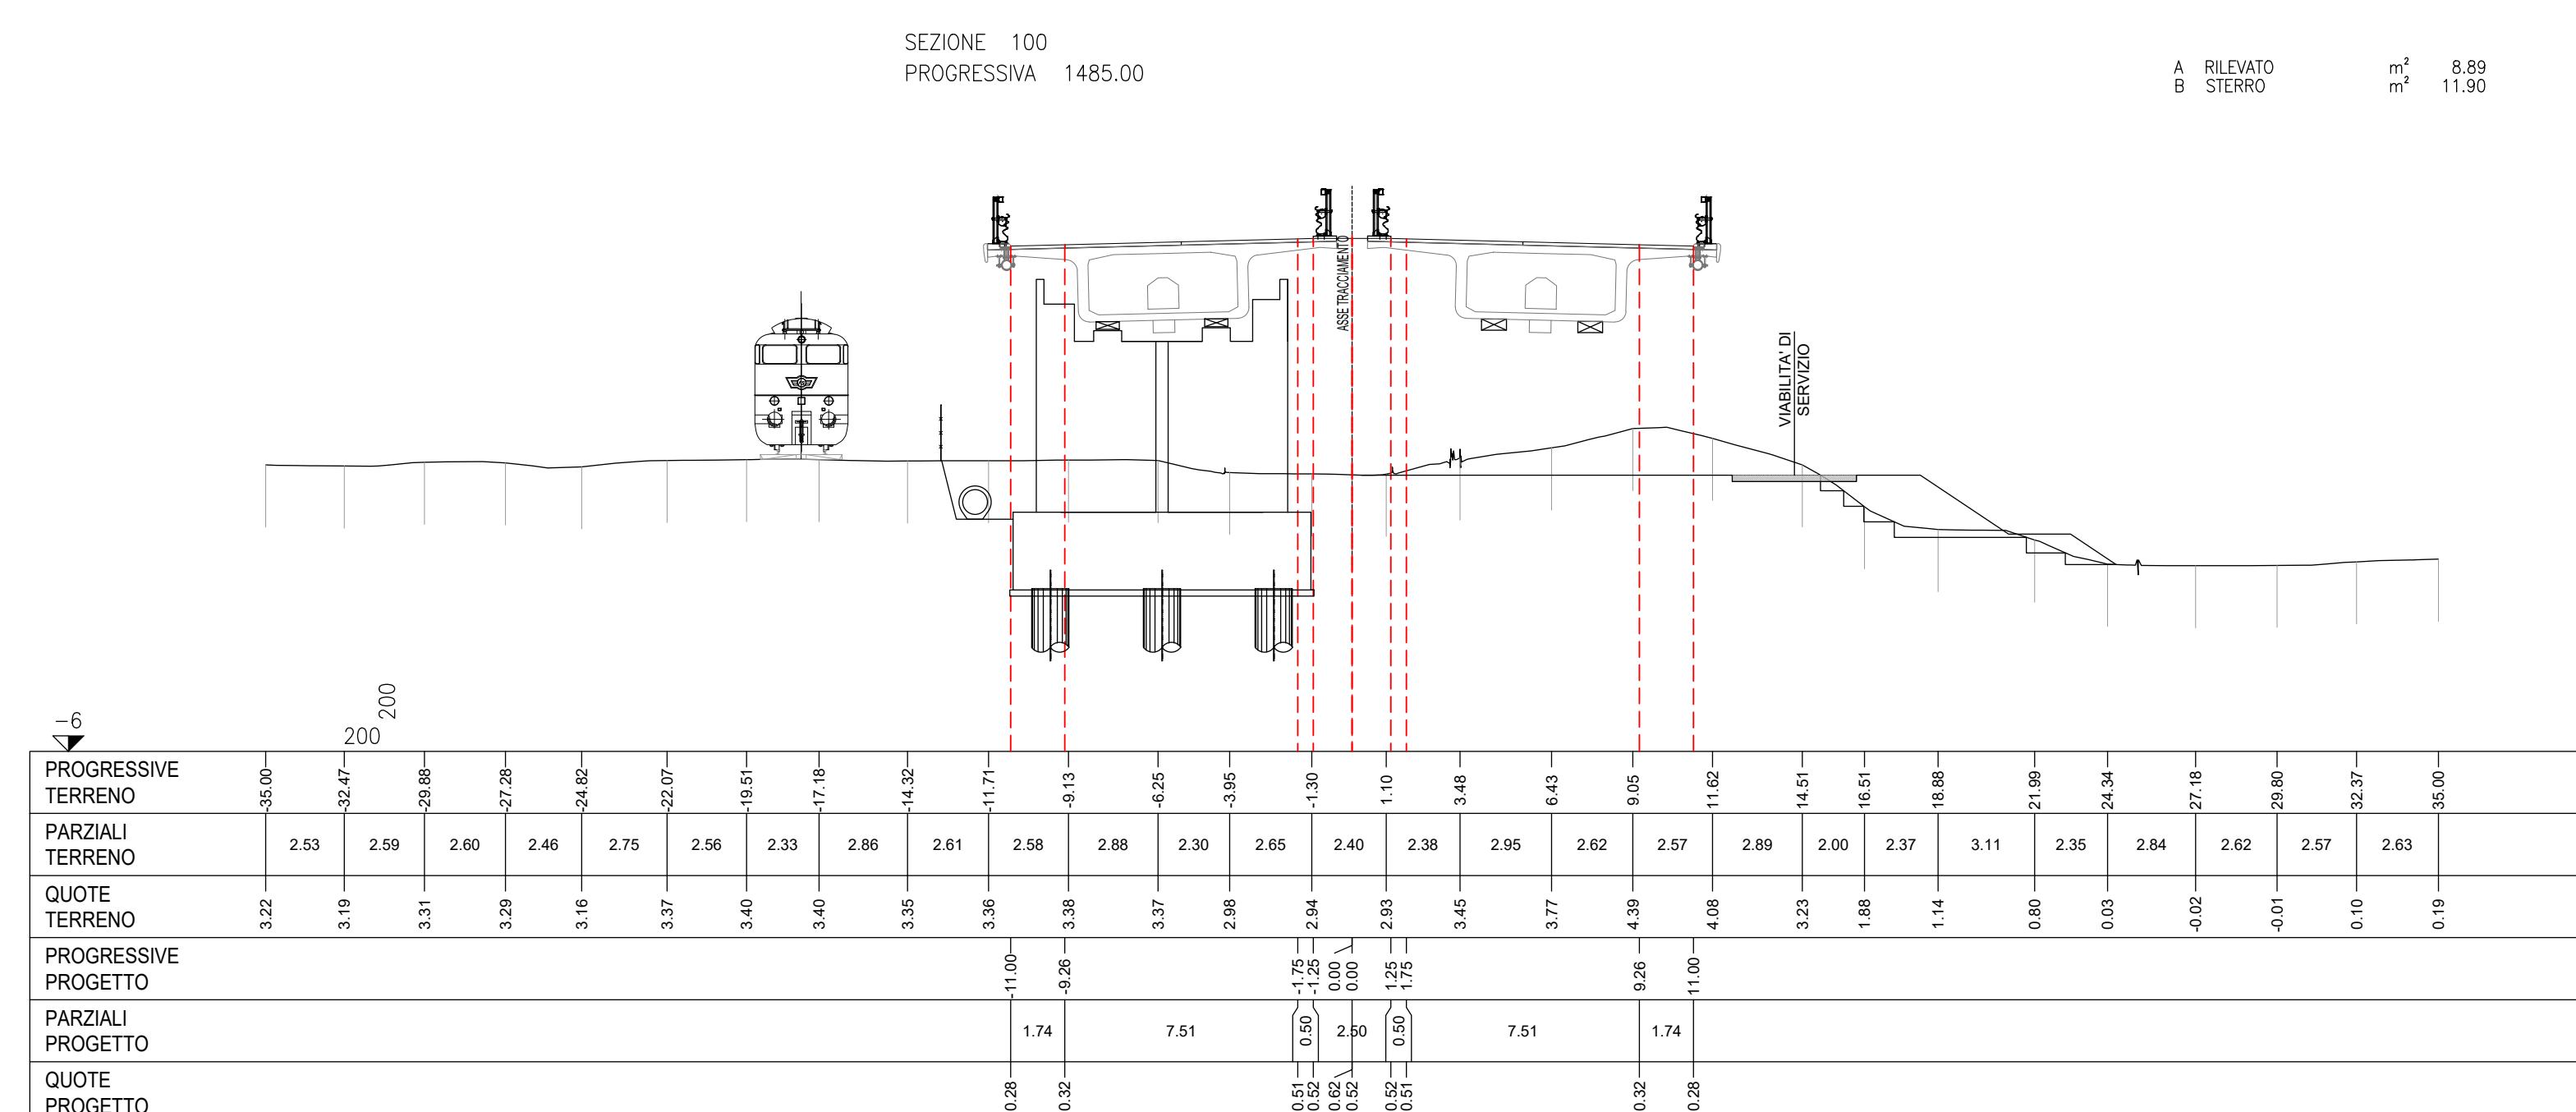 SEZIONE 100
PROGRESSIVA 1485.00
A RILEVATO m² 8.89
B STERRO m² 11.90
ASSE TRACCIAMENTO
VIABILITA' DI
SERVIZIO
-6
200
200
PROGRESSIVE
TERRENO
-35.00 -32.47 -29.88 -27.28 -24.82 -22.07 -19.51 -17.18 -14.32 -11.71 -9.13 -6.25 -3.95 -1.30 1.10 3.48 6.43 9.05 11.62 14.51 16.51 18.88 21.99 24.34 27.18 29.80 32.37 35.00
PARZIALI
TERRENO
2.53 2.59 2.60 2.46 2.75 2.56 2.33 2.86 2.61 2.58 2.88 2.30 2.65 2.40 2.38 2.95 2.62 2.57 2.89 2.00 2.37 3.11 2.35 2.84 2.62 2.57 2.63
QUOTE
TERRENO
3.22 3.19 3.31 3.29 3.16 3.37 3.40 3.40 3.35 3.36 3.38 3.37 2.98 2.94 2.93 3.45 3.77 4.39 4.08 3.23 1.88 1.14 0.80 0.03 -0.02 -0.01 0.10 0.19
PROGRESSIVE
PROGETTO
-11.00 -9.26 -1.75 -1.25 0.00 0.00 1.25 1.75 9.26 11.00
PARZIALI
PROGETTO
1.74 7.51 0.50 2.50 0.50 7.51 1.74
QUOTE
PROGETTO
0.28 0.32 0.51 0.52 0.62 0.52 0.52 0.51 0.32 0.28